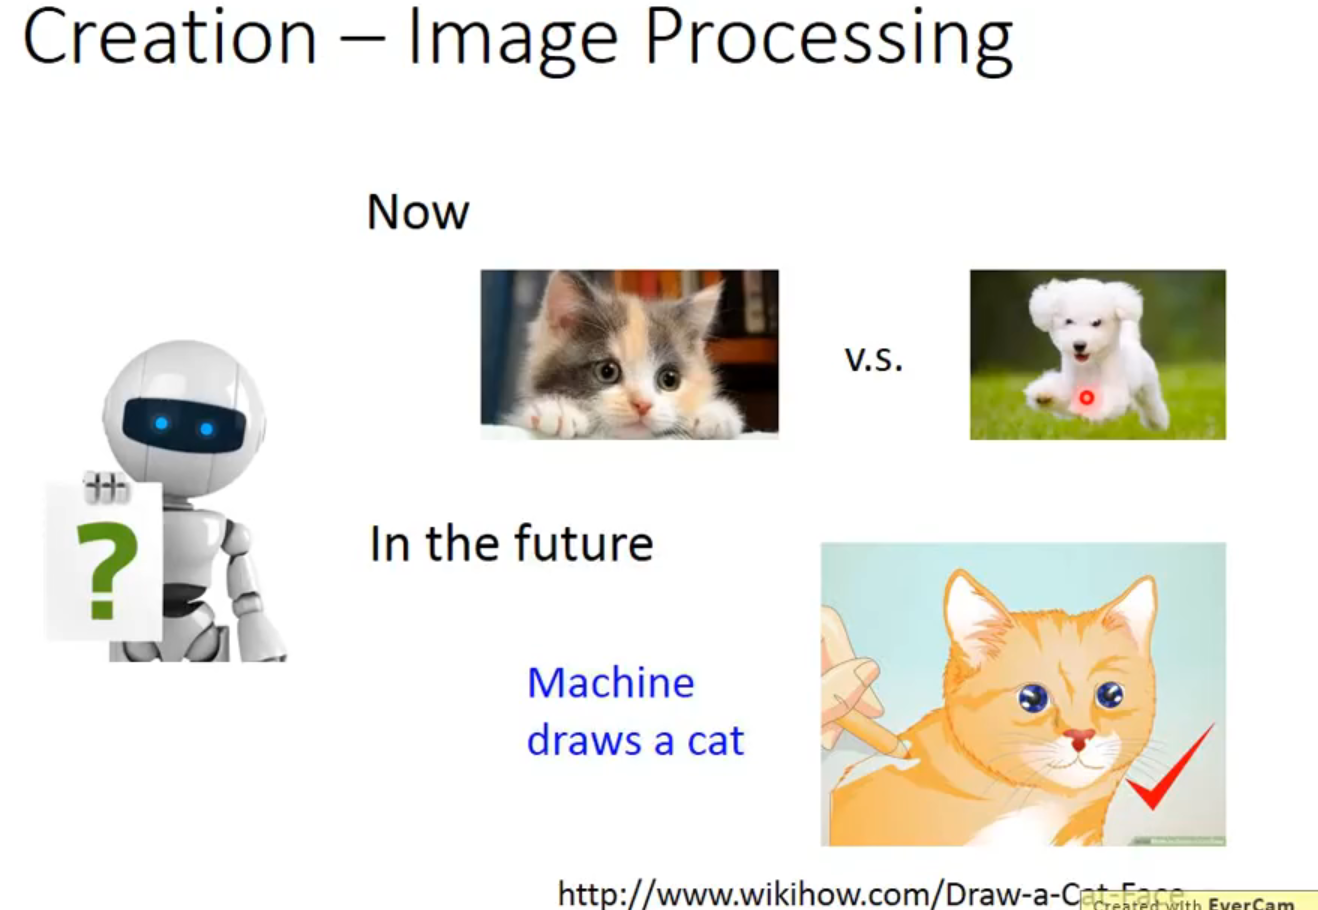 Creation – Image Processing
Now
v.s.
?
In the future
Machine
draws a cat
http://www.wikihow.com/Draw-a-Cat-Face
Created with EverCam